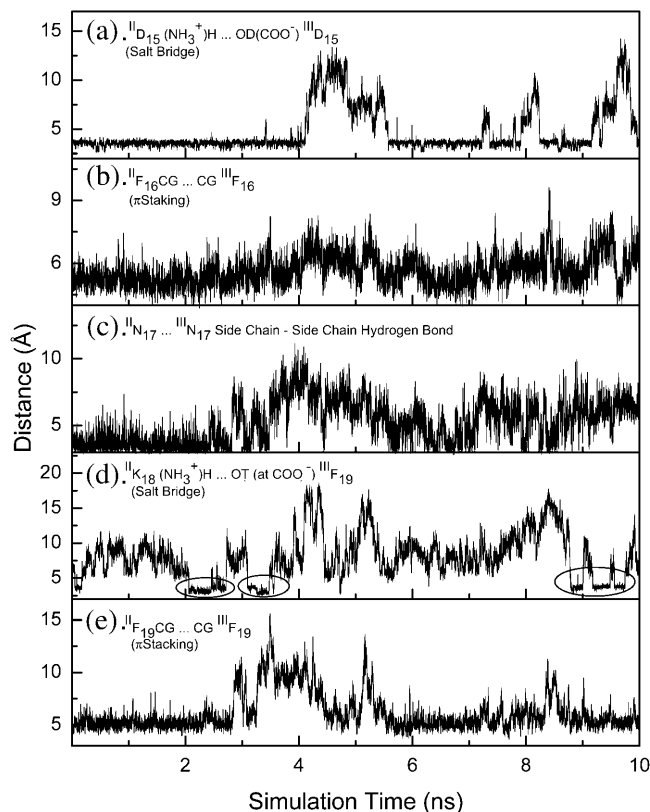 (a). IID15 (NH3+)H ... OD(COO-) IIID15
(Salt Bridge)
15
10
5
(b). IIF16CG ... CG IIIF16
(πStaking)
9
6
(c). IIN17 ... IIIN17 Side Chain - Side Chain Hydrogen Bond
10
5
(d). IIK18 (NH3+)H ... OT (at COO-) IIIF19
(Salt Bridge)
20
15
10
5
(e). IIF19CG ... CG IIIF19
(πStacking)
15
10
5
2 4 6 8 10
Distance (Å)
Simulation Time (ns)